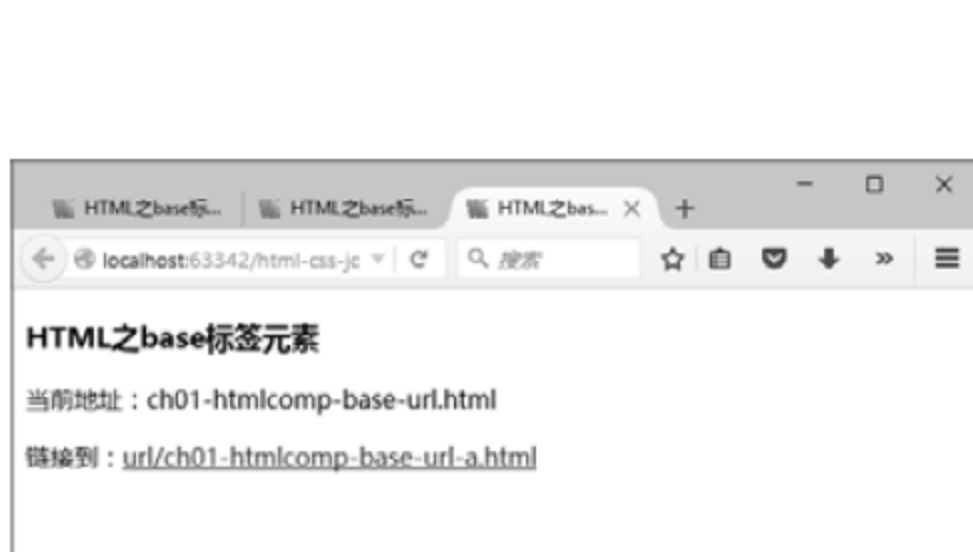 HTML之base标... HTML之base标... HTML之bas...
localhost:63342/html-css-jc 搜索
HTML之base标签元素
当前地址：ch01-htmlcomp-base-url.html
链接到：url/ch01-htmlcomp-base-url-a.html